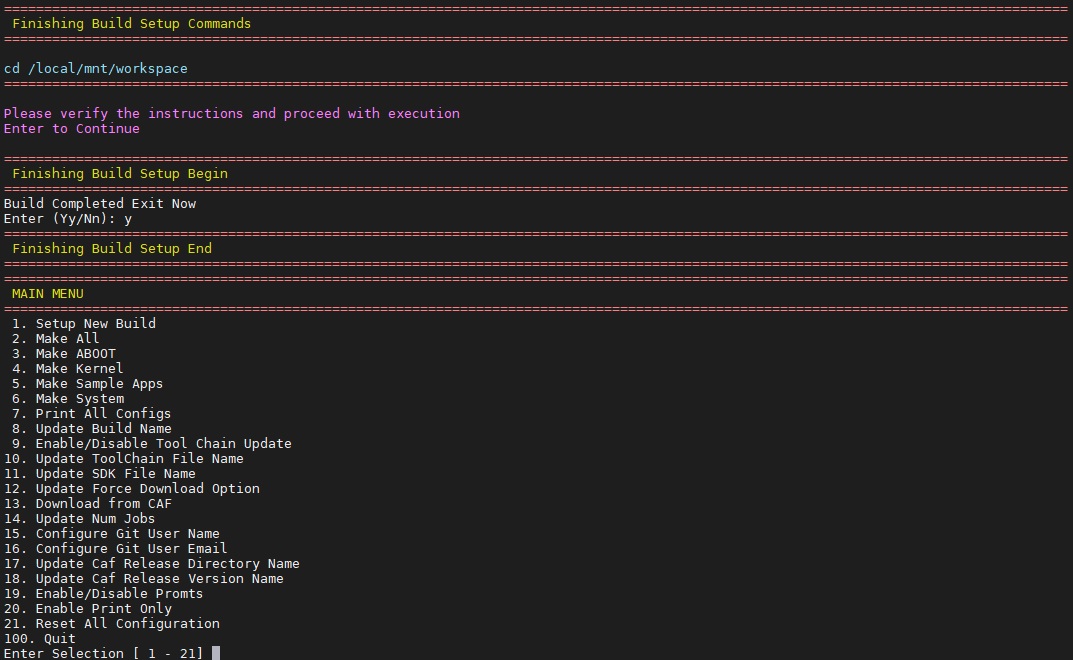 =====================================================================================================================================
 Finishing Build Setup Commands
=====================================================================================================================================

cd /local/mnt/workspace
=====================================================================================================================================

Please verify the instructions and proceed with execution
Enter to Continue

=====================================================================================================================================
 Finishing Build Setup Begin
=====================================================================================================================================
Build Completed Exit Now
Enter (Yy/Nn): y
=====================================================================================================================================
 Finishing Build Setup End
=====================================================================================================================================
=====================================================================================================================================
 MAIN MENU
=====================================================================================================================================
 1. Setup New Build
 2. Make All
 3. Make ABOOT
 4. Make Kernel
 5. Make Sample Apps
 6. Make System
 7. Print All Configs
 8. Update Build Name
 9. Enable/Disable Tool Chain Update
10. Update ToolChain File Name
11. Update SDK File Name
12. Update Force Download Option
13. Download from CAF
14. Update Num Jobs
15. Configure Git User Name
16. Configure Git User Email
17. Update Caf Release Directory Name
18. Update Caf Release Version Name
19. Enable/Disable Promts
20. Enable Print Only
21. Reset All Configuration
100. Quit
Enter Selection [ 1 - 21]